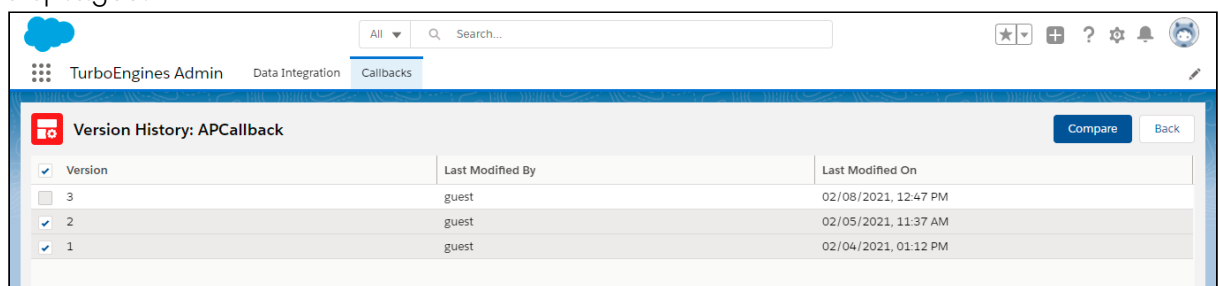 All Search...
TurboEngines Admin Data Integration Callbacks
Version History: APCallback Compare Back
Version Last Modified By Last Modified On
3 guest 02/08/2021, 12:47 PM
2 guest 02/05/2021, 11:37 AM
1 guest 02/04/2021, 01:12 PM